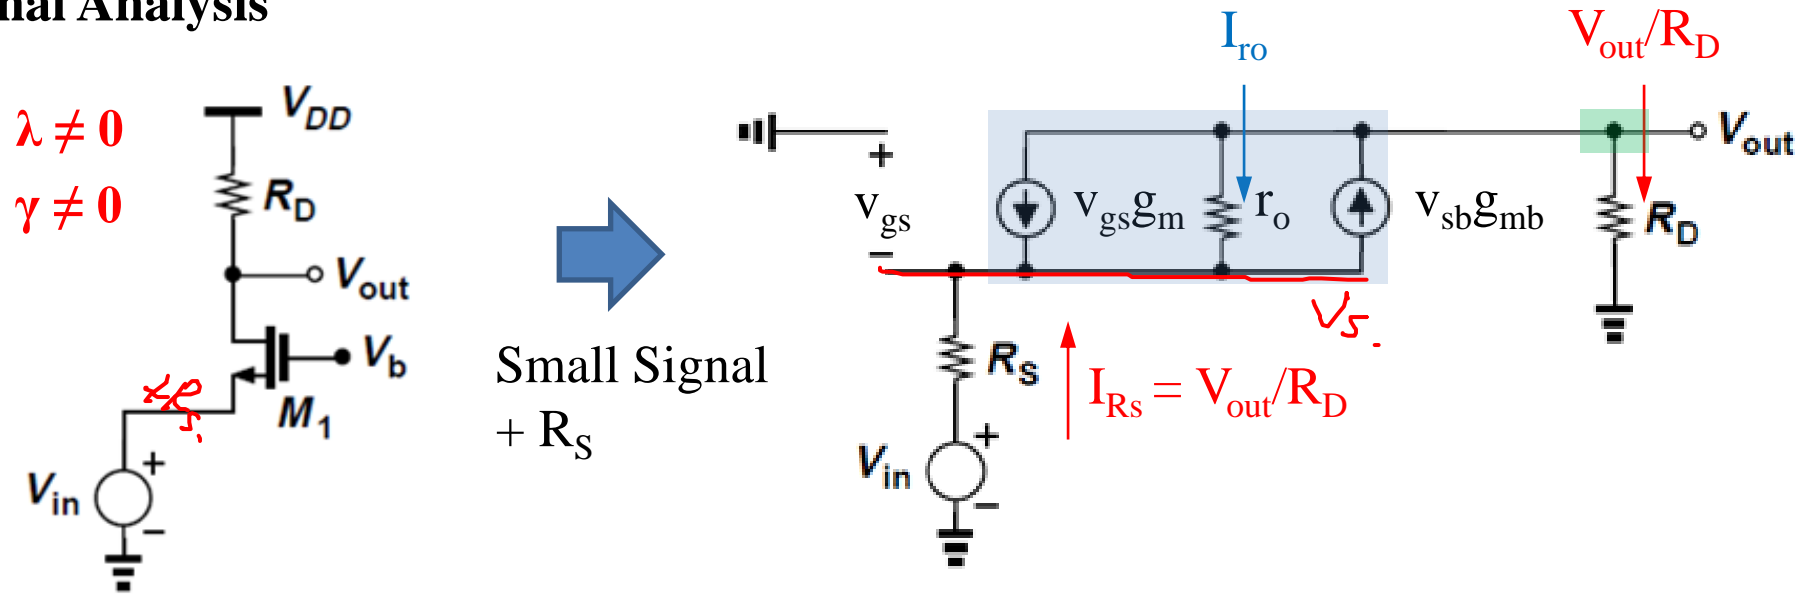 nal Analysis
λ ≠ 0
γ ≠ 0
VDD
RD
Vout
Vb
M1
Vin
+
−
Small Signal
+ RS
Iro
Vout/RD
+
vgs
−
vgsgm
ro
vsbgmb
Vout
RD
Vs.
RS
IRs = Vout/RD
Vin
+
−